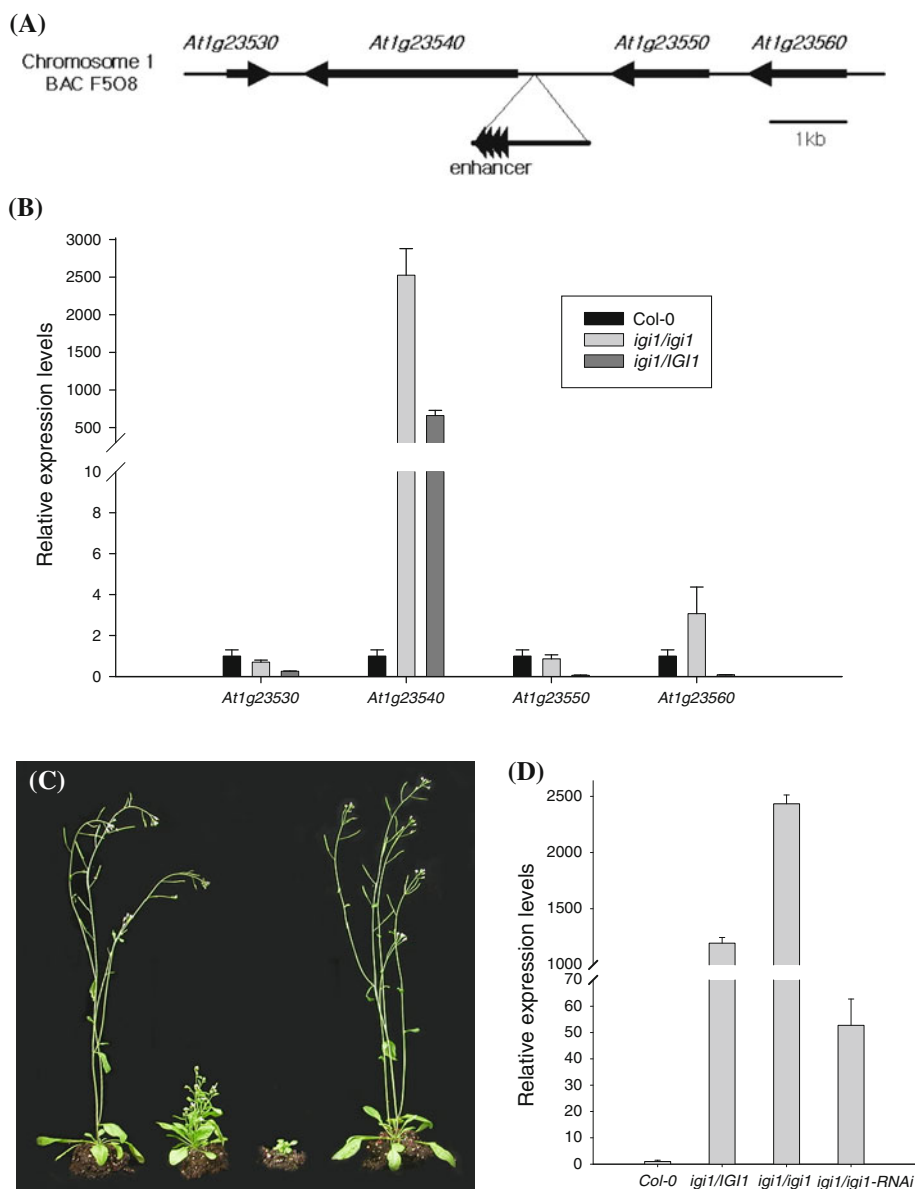 (A)
At1g23530 At1g23540 At1g23550 At1g23560
Chromosome 1
BAC F5O8
enhancer
1kb
(B)
Relative expression levels
3000
2500
2000
1500
1000
500
10
8
6
4
2
0
Col-0
igi1/igi1
igi1/IGI1
At1g23530 At1g23540 At1g23550 At1g23560
(C)
(D)
Relative expression levels
2500
2000
1500
1000
70
60
50
40
30
20
10
0
Col-0 igi1/IGI1 igi1/igi1 igi1/igi1-RNAi